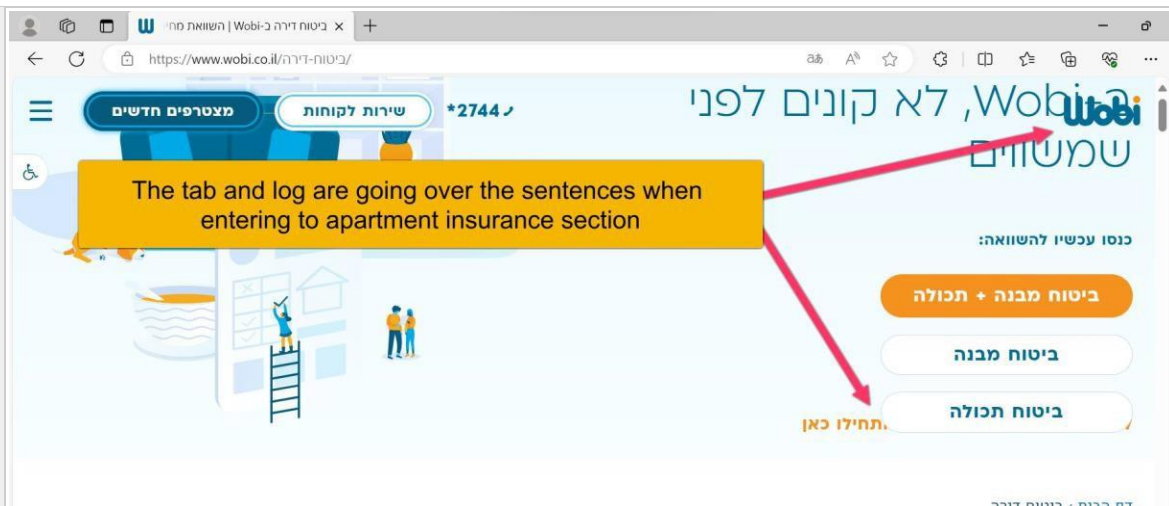 ביטוח דירה ב-Wobi | השוואת מחי
https://www.wobi.co.il/ביטוח-דירה/
Wobi
*2744
שירות לקוחות
מצטרפים חדשים
ב-Wobi, לא קונים לפני
שמשווים
The tab and log are going over the sentences when
entering to apartment insurance section
כנסו עכשיו להשוואה:
ביטוח מבנה + תכולה
ביטוח מבנה
ביטוח תכולה
תחילו כאן